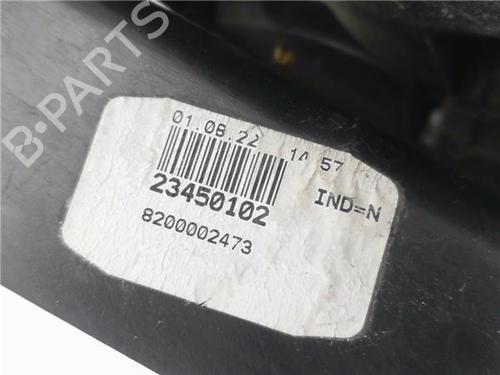 B-PARTS
01.08.22 14 57
23450102 IND=N
8200002473